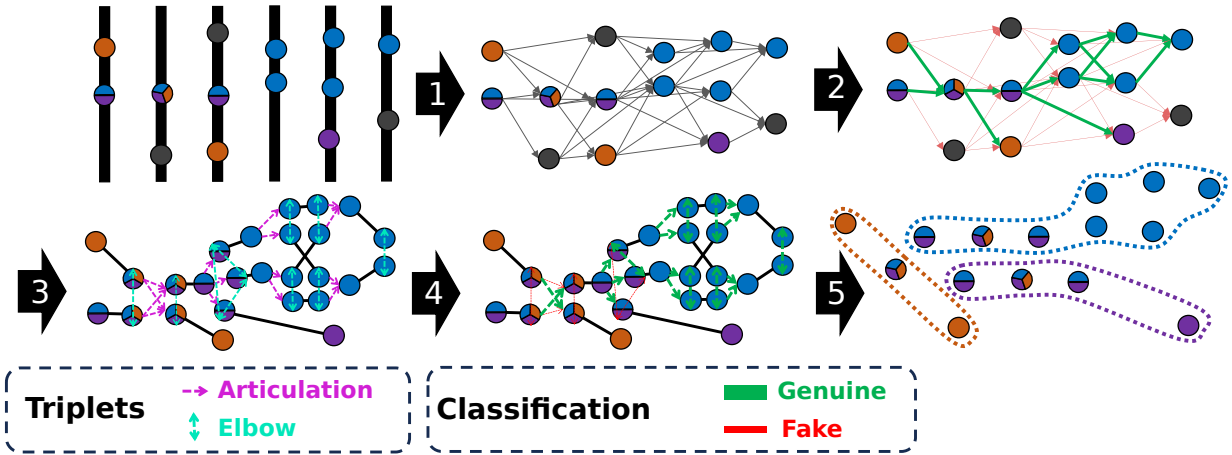 1
2
3
4
5
Triplets
Articulation
Elbow
Classification
Genuine
Fake